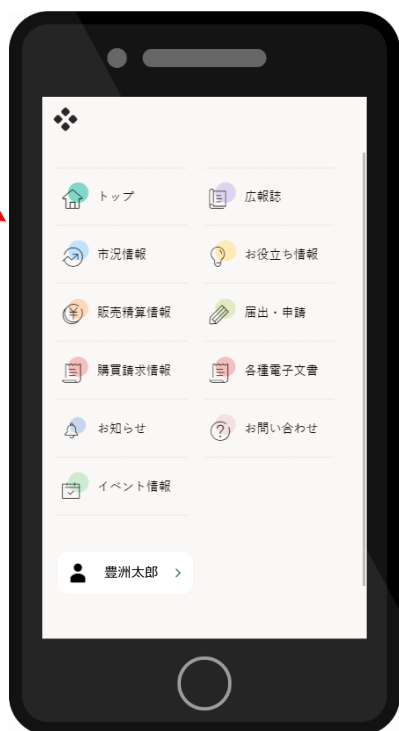 トップ
広報誌
市況情報
お役立ち情報
販売精算情報
届出・申請
購買請求情報
各種電子文書
お知らせ
お問い合わせ
イベント情報
豊洲太郎